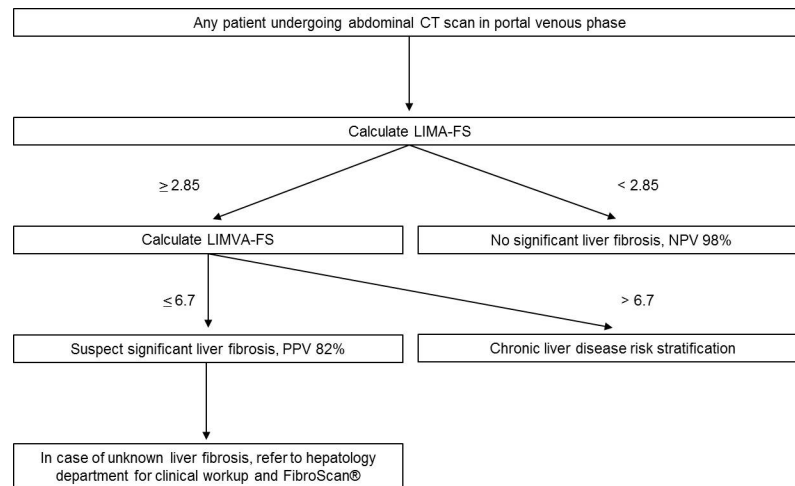 Any patient undergoing abdominal CT scan in portal venous phase
Calculate LIMA-FS
≥ 2.85
< 2.85
Calculate LIMVA-FS
No significant liver fibrosis, NPV 98%
≤6.7
> 6.7
Suspect significant liver fibrosis, PPV 82%
Chronic liver disease risk stratification
In case of unknown liver fibrosis, refer to hepatology
department for clinical workup and FibroScan®